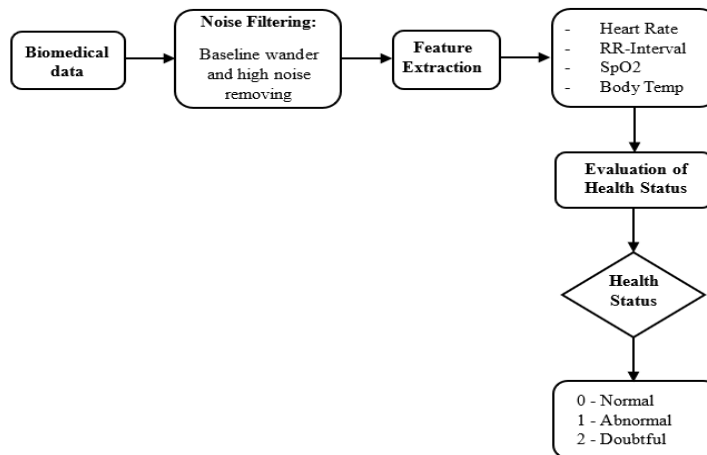 Biomedical
data
Noise Filtering:
Baseline wander
and high noise
removing
Feature
Extraction
- Heart Rate
- RR-Interval
- SpO2
- Body Temp
Evaluation of
Health Status
Health
Status
0 - Normal
1 - Abnormal
2 - Doubtful